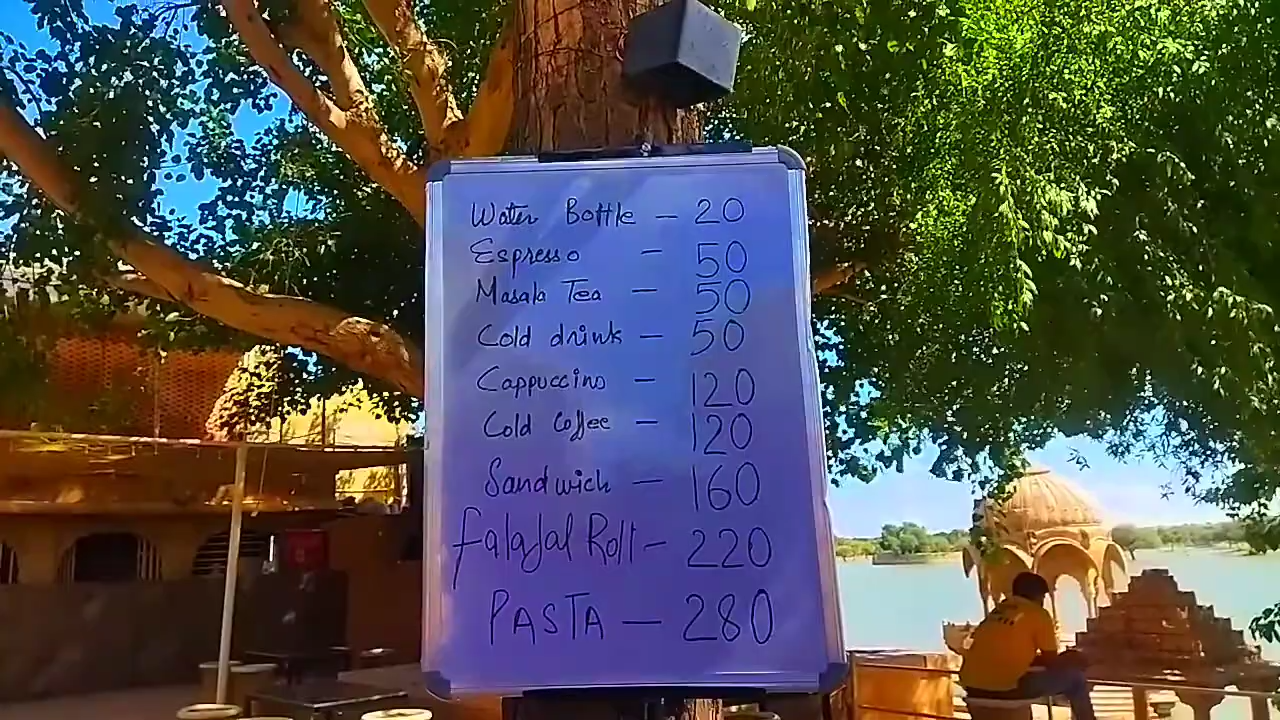 Water Bottle - 20
Espresso - 50
Masala Tea - 50
Cold drink - 50
Cappuccino - 120
Cold Coffee - 120
Sandwich - 160
Falafal Roll - 220
PASTA - 280